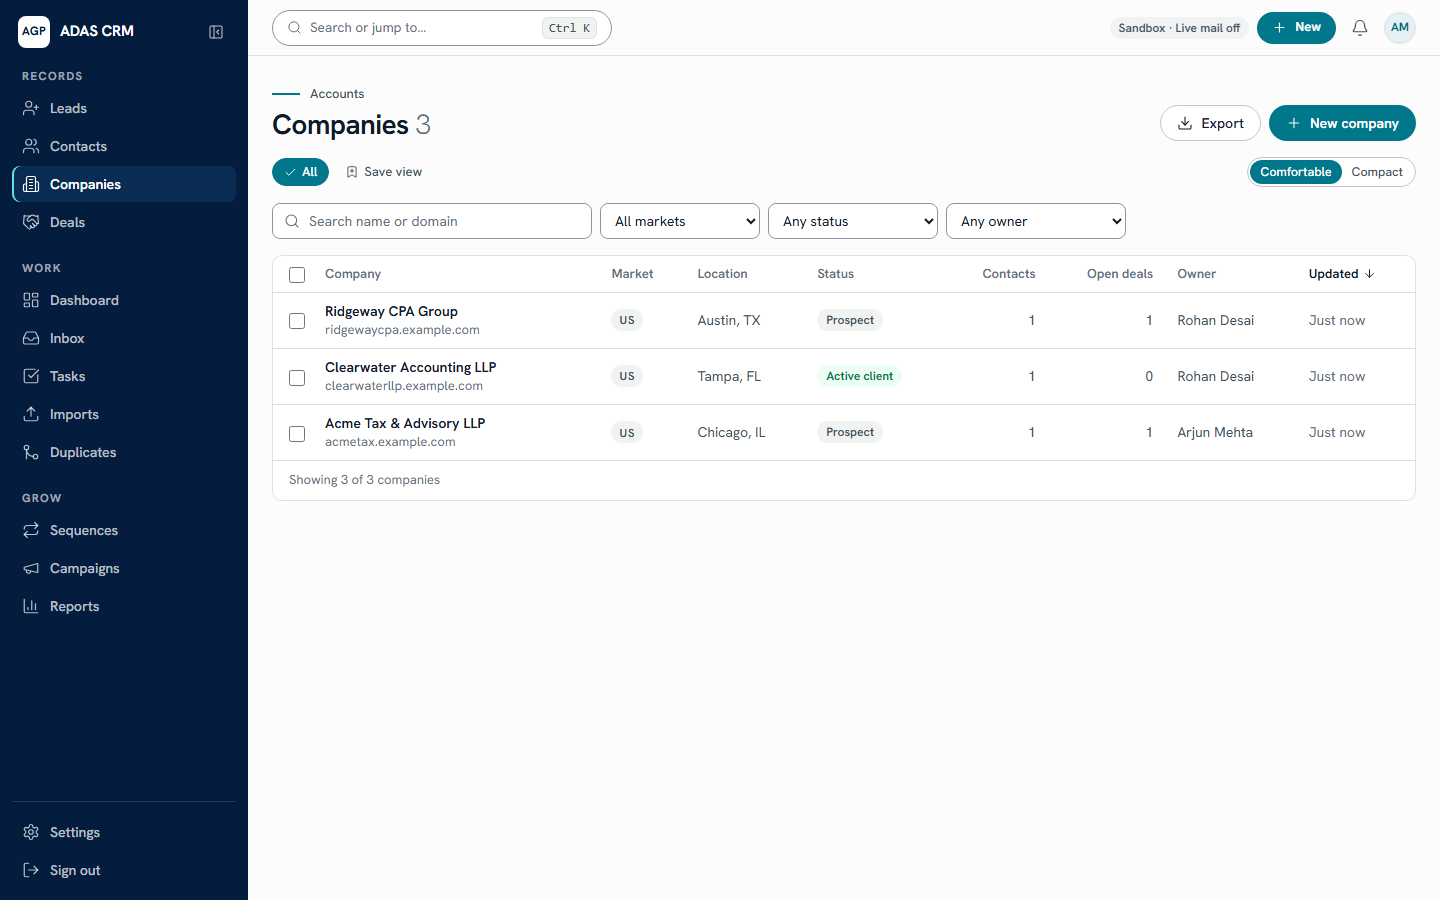 AGP ADAS CRM
RECORDS
Leads
Contacts
Companies
Deals
WORK
Dashboard
Inbox
Tasks
Imports
Duplicates
GROW
Sequences
Campaigns
Reports
Settings
Sign out
Search or jump to... Ctrl K Sandbox · Live mail off New AM
Accounts
Companies 3 Export New company
All Save view Comfortable Compact
Search name or domain All markets Any status Any owner
Company Market Location Status Contacts Open deals Owner Updated
Ridgeway CPA Group
ridgewaycpa.example.com US Austin, TX Prospect 1 1 Rohan Desai Just now
Clearwater Accounting LLP
clearwaterllp.example.com US Tampa, FL Active client 1 0 Rohan Desai Just now
Acme Tax & Advisory LLP
acmetax.example.com US Chicago, IL Prospect 1 1 Arjun Mehta Just now
Showing 3 of 3 companies